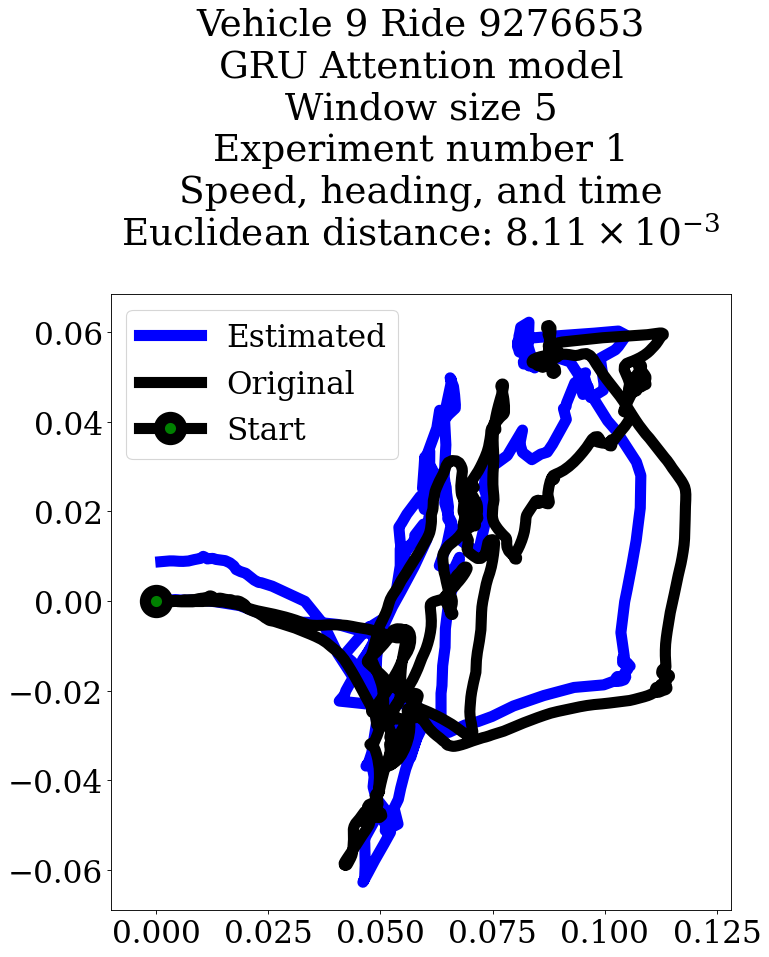 Vehicle 9 Ride 9276653
GRU Attention model
Window size 5
Experiment number 1
Speed, heading, and time
Euclidean distance: 8.11 × 10⁻³
Estimated
Original
Start
0.06
0.04
0.02
0.00
−0.02
−0.04
−0.06
0.000 0.025 0.050 0.075 0.100 0.125